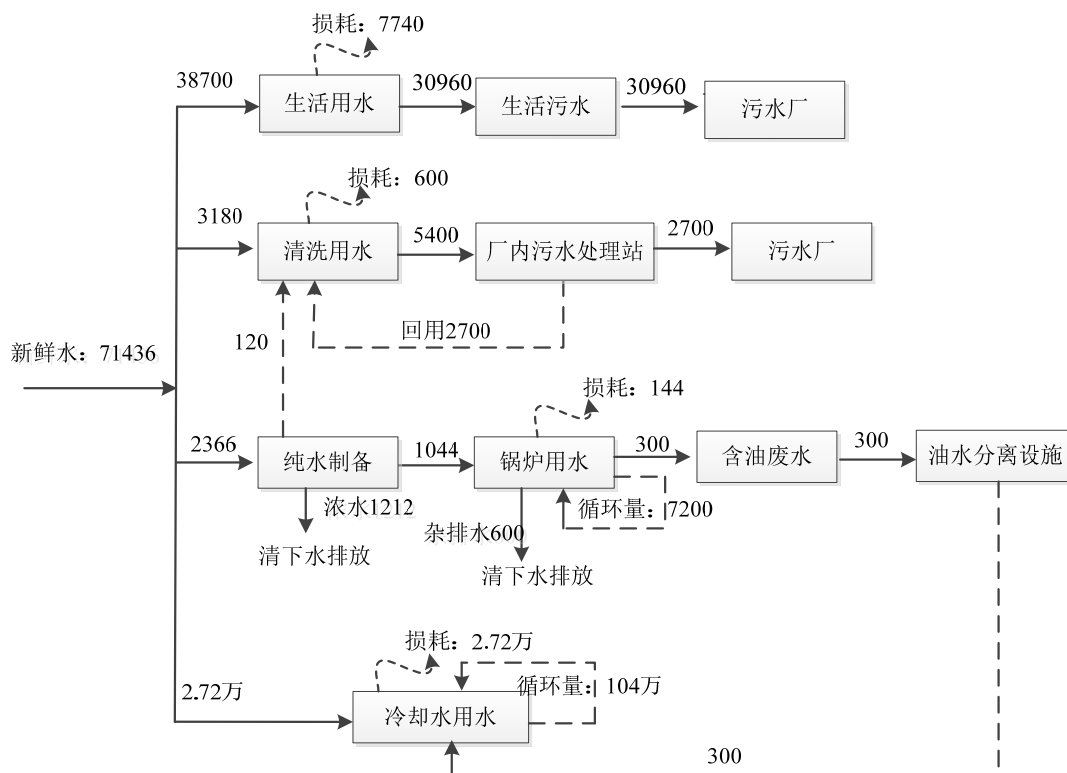 损耗：7740
38700
生活用水
30960
生活污水
30960
污水厂
损耗：600
3180
清洗用水
5400
厂内污水处理站
2700
污水厂
回用2700
120
新鲜水：71436
损耗：144
2366
纯水制备
1044
锅炉用水
300
含油废水
300
油水分离设施
浓水1212
循环量：7200
杂排水600
清下水排放
清下水排放
损耗：2.72万
2.72万
循环量：104万
冷却水用水
300